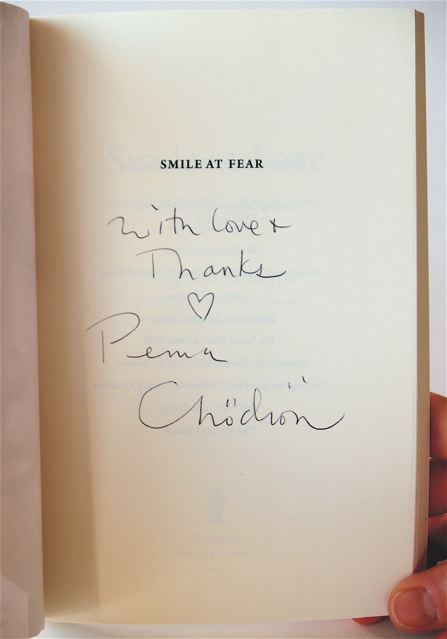 SMILE AT FEAR
With love +
Thanks
♡
Pema
Chödrön